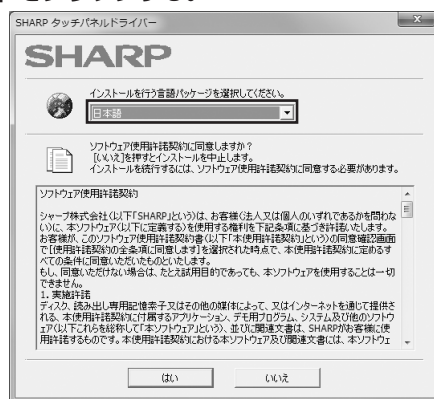 SHARP タッチパネルドライバー
SHARP
インストールを行う言語パッケージを選択してください。
日本語
ソフトウェア使用許諾契約に同意しますか？
[いいえ]を押すとインストールを中止します。
インストールを続行するには、ソフトウェア使用許諾契約に同意する必要があります。
ソフトウェア使用許諾契約
シャープ株式会社(以下「SHARP」という)は、お客様(法人又は個人のいずれであるかを問わな
い)に、本ソフトウェア(以下に定義する)を使用する権利を下記条項に基づき許諾いたします。
お客様が、このソフトウェア使用許諾契約書(以下「本使用許諾契約」という)の同意確認画面
で[使用許諾契約の全条項に同意します]を選択された時点で、本使用許諾契約に定めるす
べての条件に同意いただいたものといたします。
もし、同意いただけない場合は、たとえ試用目的であっても、本ソフトウェアを使用することは一切
できません。
1. 実施許諾
ディスク、読み出し専用記憶素子又はその他の媒体によって、又はインターネットを通じて提供さ
れる、本使用許諾契約に付属するアプリケーション、デモ用プログラム、システム及び他のソフトウ
ェア(以下これらを総称して「本ソフトウェア」という)、並びに関連文書は、SHARPがお客様に使
用許諾するものです。本使用許諾契約における本ソフトウェア及び関連文書には、本ソフトウェ
はい
いいえ